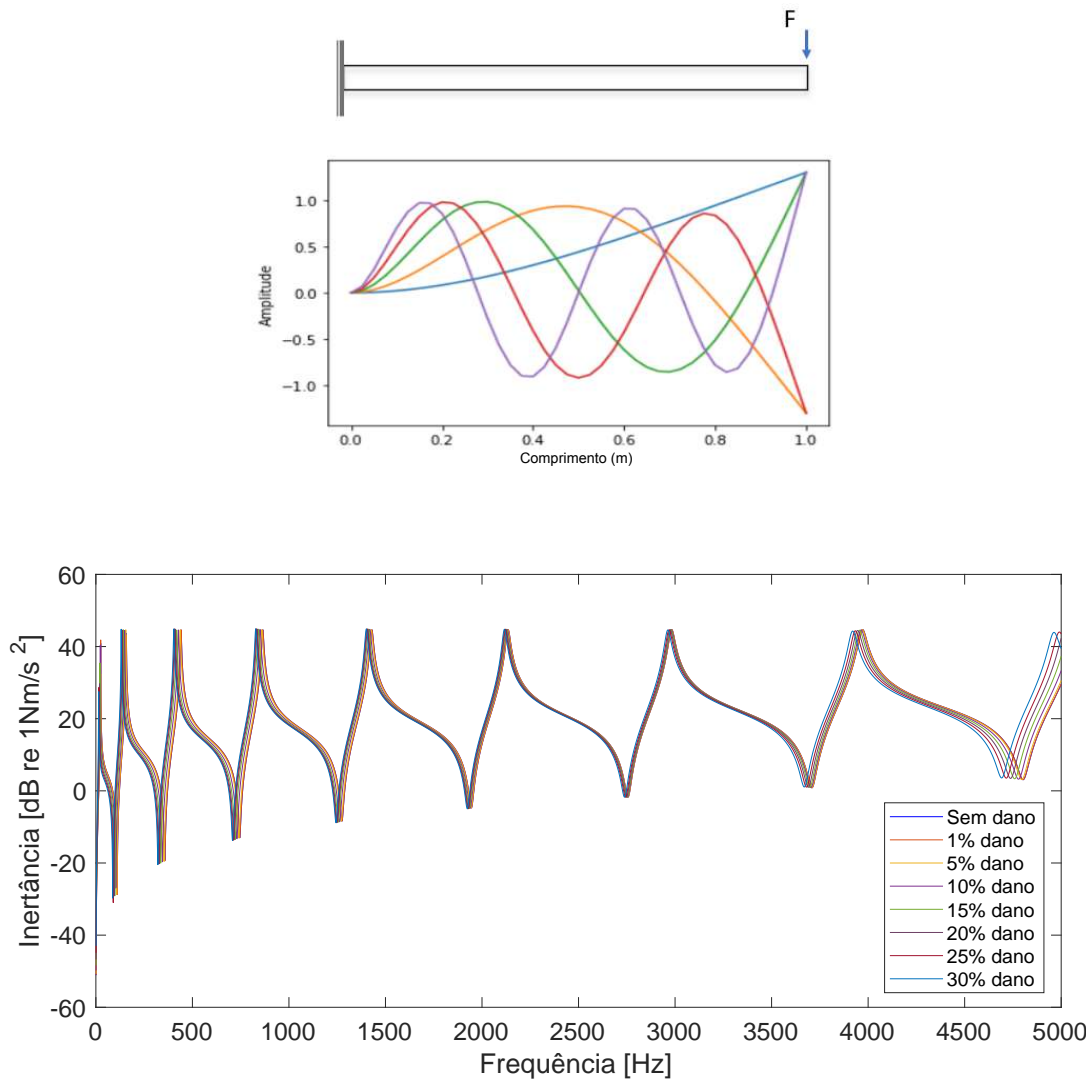 F
1.0
0.5
0.0
−0.5
−1.0
Amplitude
0.0 0.2 0.4 0.6 0.8 1.0
Comprimento (m)
60
40
20
0
-20
-40
-60
Inertância [dB re 1Nm/s 2]
Sem dano
1% dano
5% dano
10% dano
15% dano
20% dano
25% dano
30% dano
0 500 1000 1500 2000 2500 3000 3500 4000 4500 5000
Frequência [Hz]